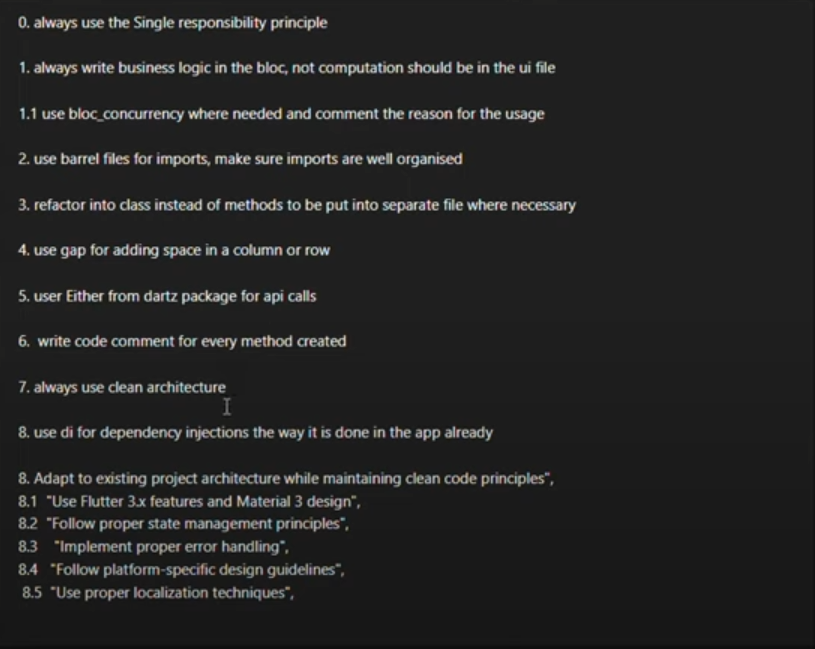 0. always use the Single responsibility principle
1. always write business logic in the bloc, not computation should be in the ui file
1.1 use bloc_concurrency where needed and comment the reason for the usage
2. use barrel files for imports, make sure imports are well organised
3. refactor into class instead of methods to be put into separate file where necessary
4. use gap for adding space in a column or row
5. user Either from dartz package for api calls
6. write code comment for every method created
7. always use clean architecture
8. use di for dependency injections the way it is done in the app already
8. Adapt to existing project architecture while maintaining clean code principles",
8.1 "Use Flutter 3.x features and Material 3 design",
8.2 "Follow proper state management principles",
8.3 "Implement proper error handling",
8.4 "Follow platform-specific design guidelines",
8.5 "Use proper localization techniques",